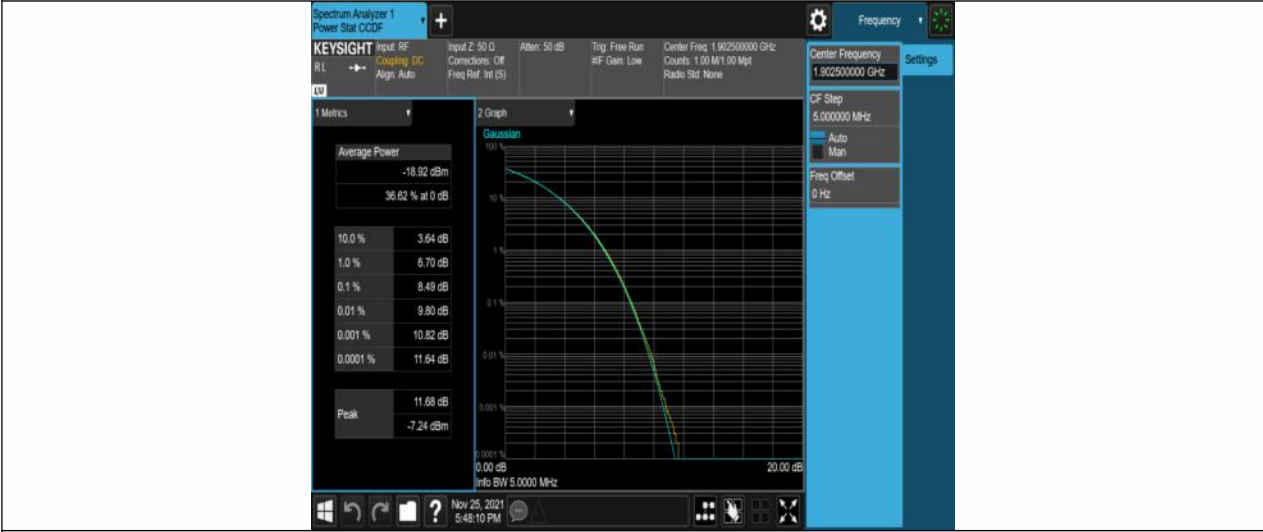 Spectrum Analyzer 1
Power Stat CCDF
+
Frequency
KEYSIGHT
RL
LXI
Input: RF
Coupling: DC
Align: Auto
Input Z: 50 Ω
Corrections: Off
Freq Ref: Int (S)
Atten: 50 dB
Trig: Free Run
#IF Gain: Low
Center Freq: 1.902500000 GHz
Counts: 1.00 M/1.00 Mpt
Radio Std: None
Center Frequency
1.902500000 GHz
Settings
CF Step
5.000000 MHz
Auto
Man
Freq Offset
0 Hz
1 Metrics
Average Power
-18.92 dBm
36.62 % at 0 dB
10.0 % 3.64 dB
1.0 % 6.70 dB
0.1 % 8.49 dB
0.01 % 9.80 dB
0.001 % 10.82 dB
0.0001 % 11.64 dB
Peak
11.68 dB
-7.24 dBm
2 Graph
Gaussian
100 %
10 %
1 %
0.1 %
0.01 %
0.001 %
0.0001 %
0.00 dB 20.00 dB
Info BW 5.0000 MHz
?
Nov 25, 2021
5:48:10 PM